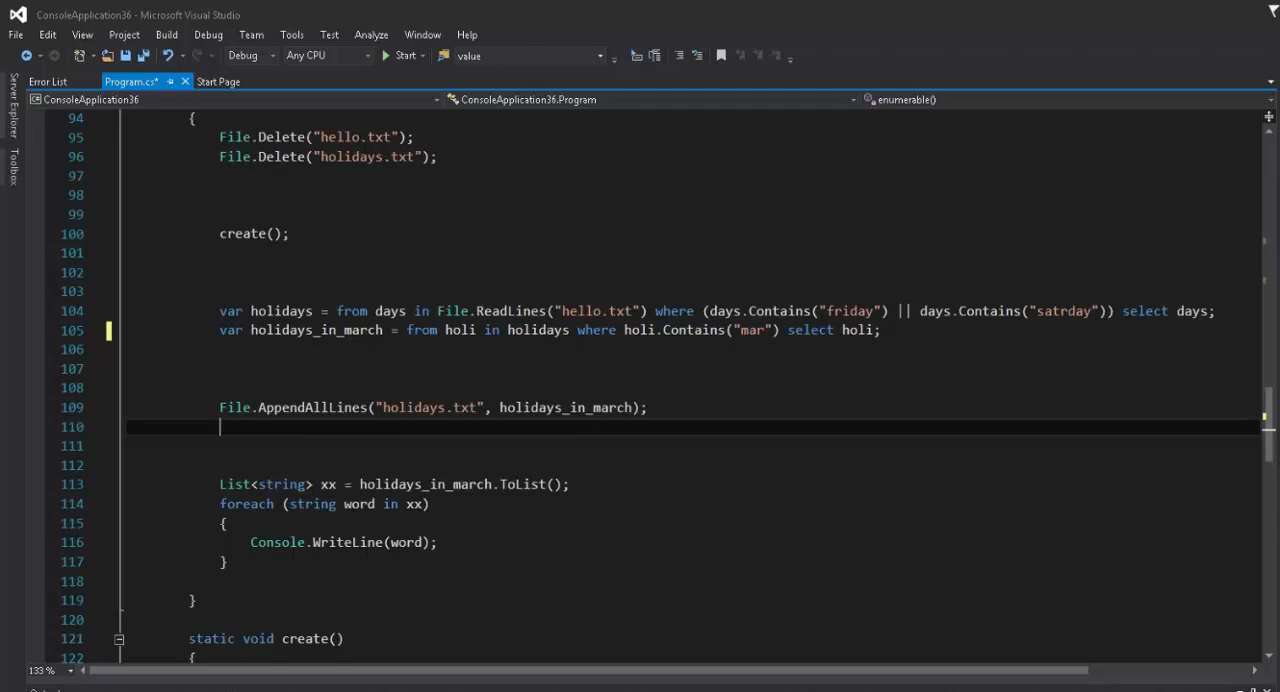 ConsoleApplication36 - Microsoft Visual Studio
File Edit View Project Build Debug Team Tools Test Analyze Window Help
Debug Any CPU Start value
Server Explorer
Toolbox
Error List Program.cs* Start Page
ConsoleApplication36 ConsoleApplication36.Program enumerable()
94 {
95 File.Delete("hello.txt");
96 File.Delete("holidays.txt");
97
98
99
100 create();
101
102
103
104 var holidays = from days in File.ReadLines("hello.txt") where (days.Contains("friday") || days.Contains("satrday")) select days;
105 var holidays_in_march = from holi in holidays where holi.Contains("mar") select holi;
106
107
108
109 File.AppendAllLines("holidays.txt", holidays_in_march);
110
111
112
113 List<string> xx = holidays_in_march.ToList();
114 foreach (string word in xx)
115 {
116 Console.WriteLine(word);
117 }
118
119 }
120
121 static void create()
122 {
133 %